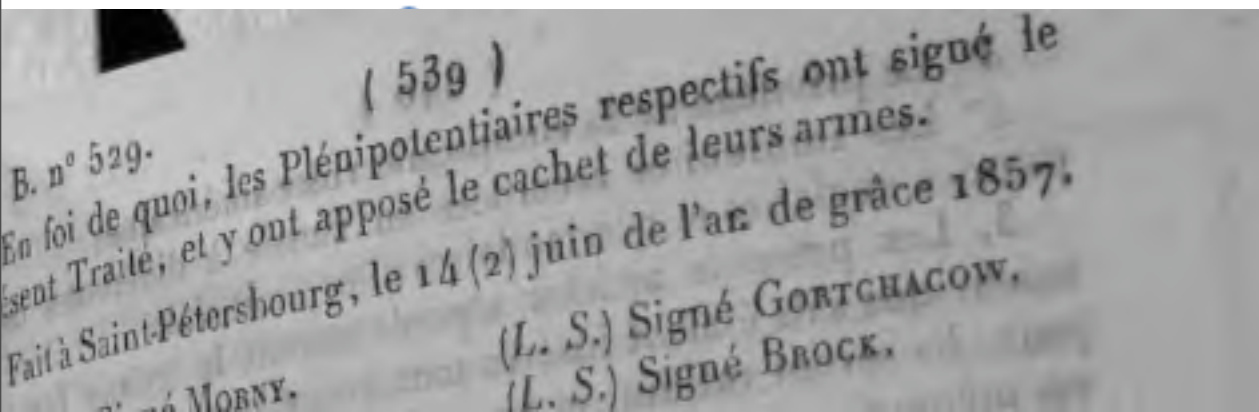 ( 539 )
B. n° 529.
En foi de quoi, les Plénipotentiaires respectifs ont signé le
ésent Traité, et y ont apposé le cachet de leurs armes.
Fait à Saint-Pétersbourg, le 14 (2) juin de l'an de grâce 1857.
(L. S.) Signé GORTCHACOW.
né MORNY.
(L. S.) Signé BROCK.